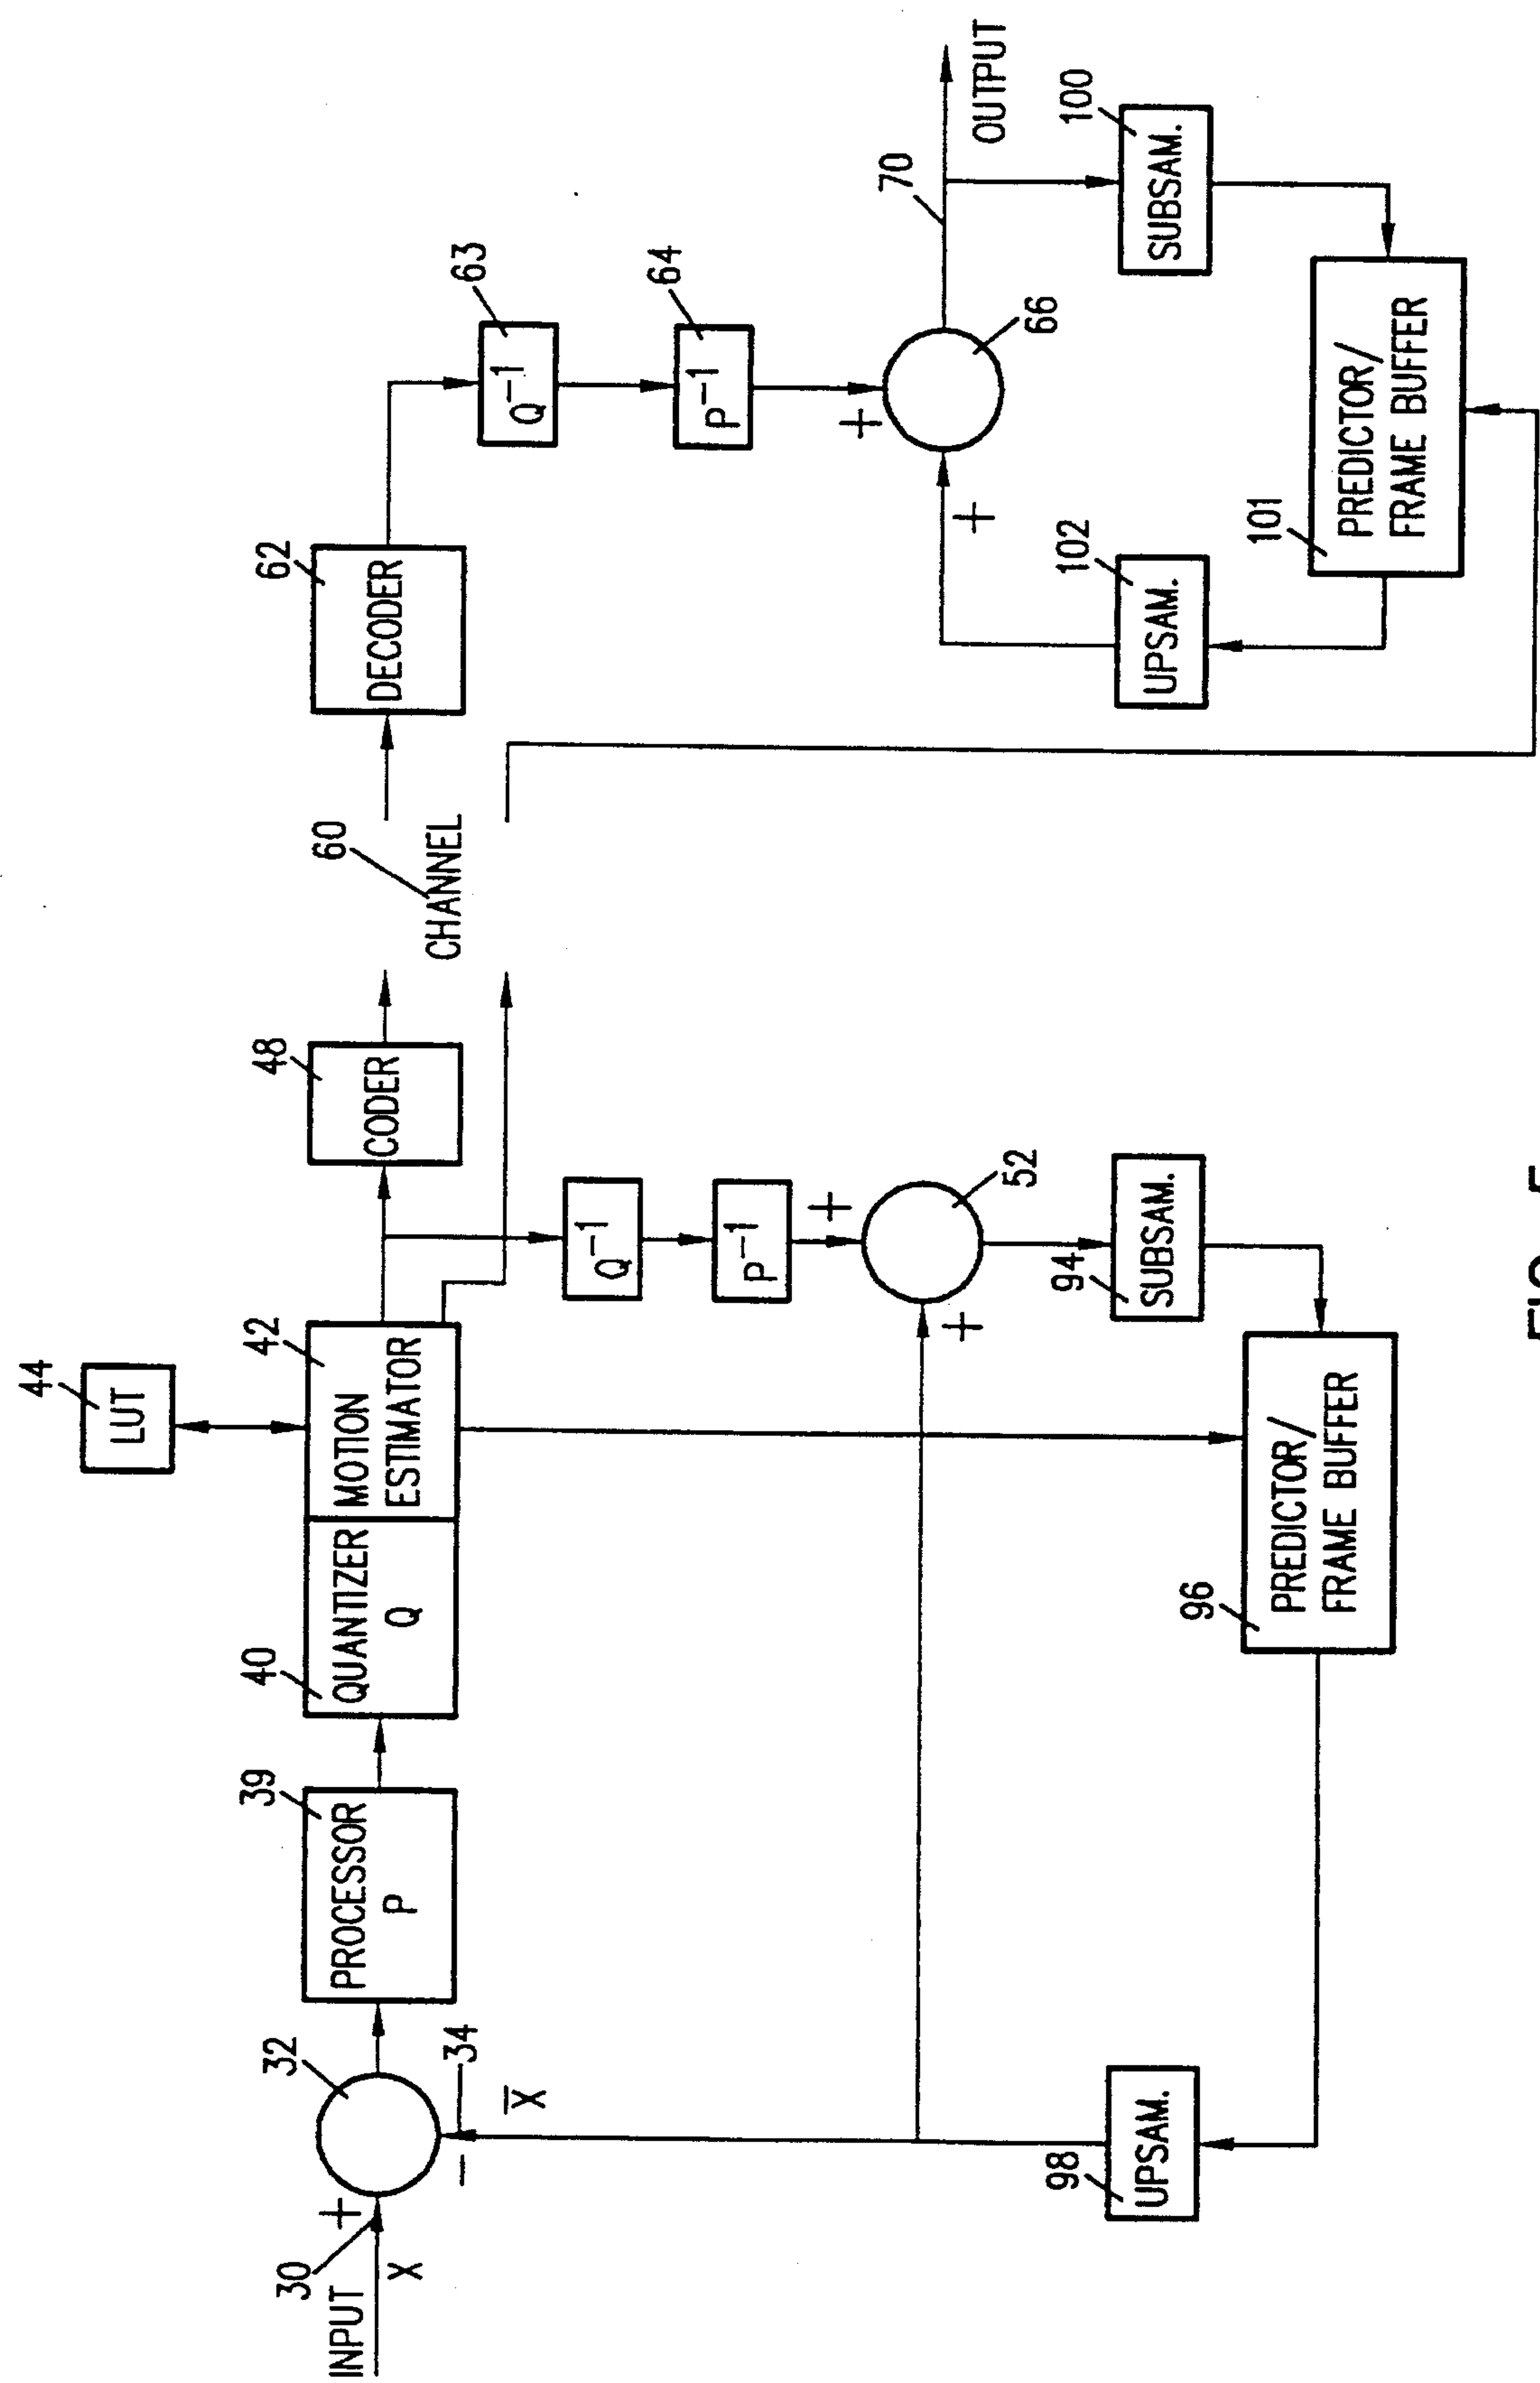 44
LUT
INPUT
30
X
+
32
-
34
X̅
39
PROCESSOR
P
40
QUANTIZER
Q
42
MOTION
ESTIMATOR
48
CODER
60
CHANNEL
62
DECODER
Q⁻¹
P⁻¹
+
+
52
94
SUBSAM.
96
PREDICTOR/
FRAME BUFFER
98
UPSAM.
63
Q⁻¹
64
P⁻¹
+
+
66
70
OUTPUT
100
SUBSAM.
101
PREDICTOR/
FRAME BUFFER
102
UPSAM.